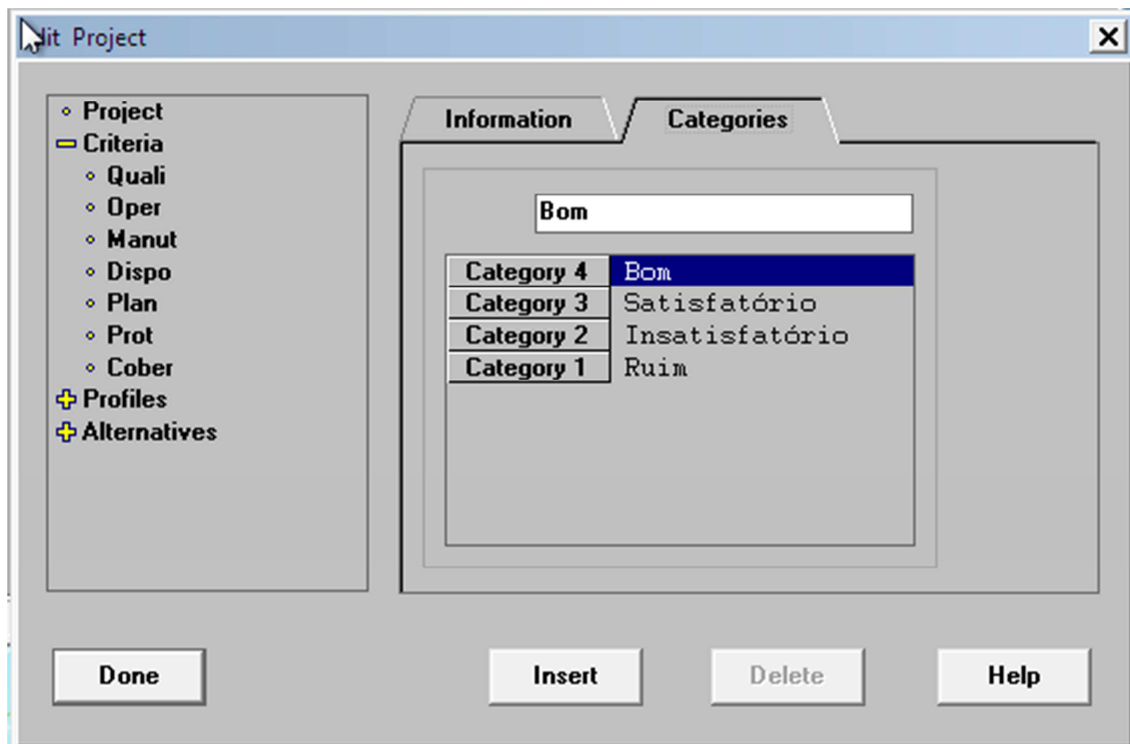 dit Project
Project
Criteria
Quali
Oper
Manut
Dispo
Plan
Prot
Cober
Profiles
Alternatives
Information Categories
Bom
Category 4 Bom
Category 3 Satisfatório
Category 2 Insatisfatório
Category 1 Ruim
Done Insert Delete Help